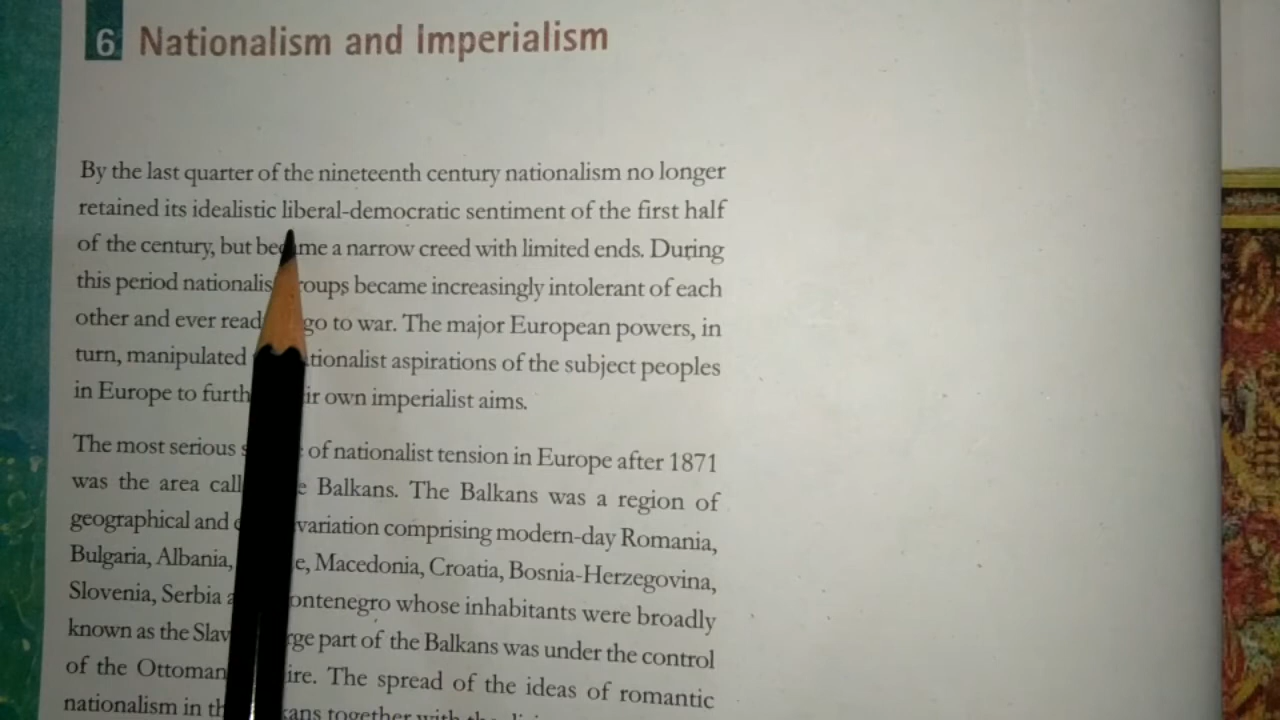 6 Nationalism and Imperialism
By the last quarter of the nineteenth century nationalism no longer
retained its idealistic liberal-democratic sentiment of the first half
of the century, but became a narrow creed with limited ends. During
this period nationalis roups became increasingly intolerant of each
other and ever read go to war. The major European powers, in
turn, manipulated tionalist aspirations of the subject peoples
in Europe to furth ir own imperialist aims.
The most serious of nationalist tension in Europe after 1871
was the area call Balkans. The Balkans was a region of
geographical and variation comprising modern-day Romania,
Bulgaria, Albania, e, Macedonia, Croatia, Bosnia-Herzegovina,
Slovenia, Serbia ontenegro whose inhabitants were broadly
known as the Slav rge part of the Balkans was under the control
of the Ottoman ire. The spread of the ideas of romantic
nationalism in th kans together with the